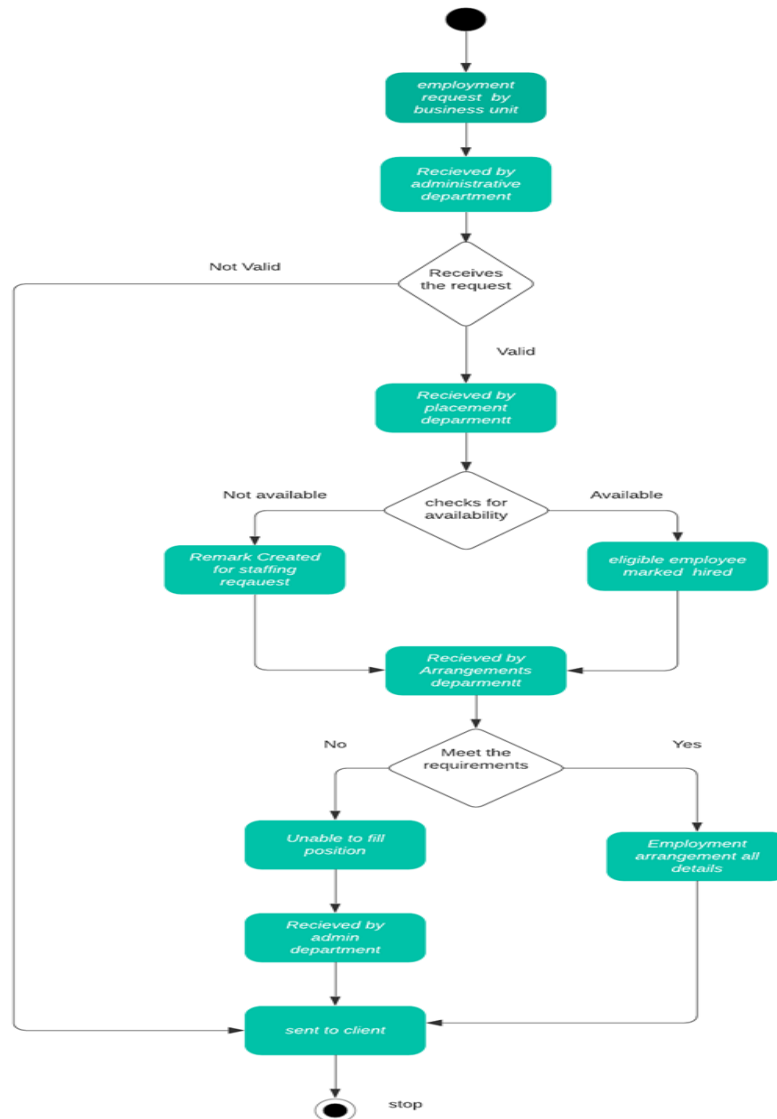 employment
request by
business unit
Recieved by
administrative
department
Receives
the request
Not Valid
Valid
Recieved by
placement
deparmentt
checks for
availability
Not available
Available
Remark Created
for staffing
reqauest
eligible employee
marked hired
Recieved by
Arrangements
deparmentt
Meet the
requirements
No
Yes
Unable to fill
position
Employment
arrangement all
details
Recieved by
admin
department
sent to client
stop